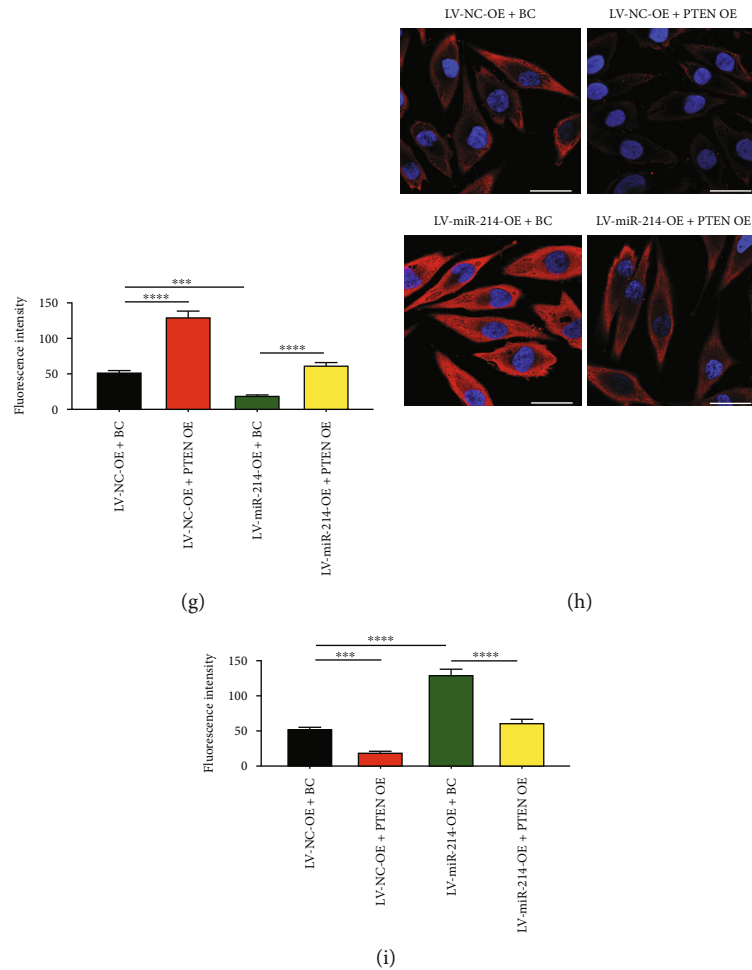 LV-NC-OE + BC
LV-NC-OE + PTEN OE
LV-miR-214-OE + BC
LV-miR-214-OE + PTEN OE
***
****
****
150
100
50
0
Fluorescence intensity
LV-NC-OE + BC
LV-NC-OE + PTEN OE
LV-miR-214-OE + BC
LV-miR-214-OE + PTEN OE
(g)
(h)
****
***
****
150
100
50
0
Fluorescence intensity
LV-NC-OE + BC
LV-NC-OE + PTEN OE
LV-miR-214-OE + BC
LV-miR-214-OE + PTEN OE
(i)